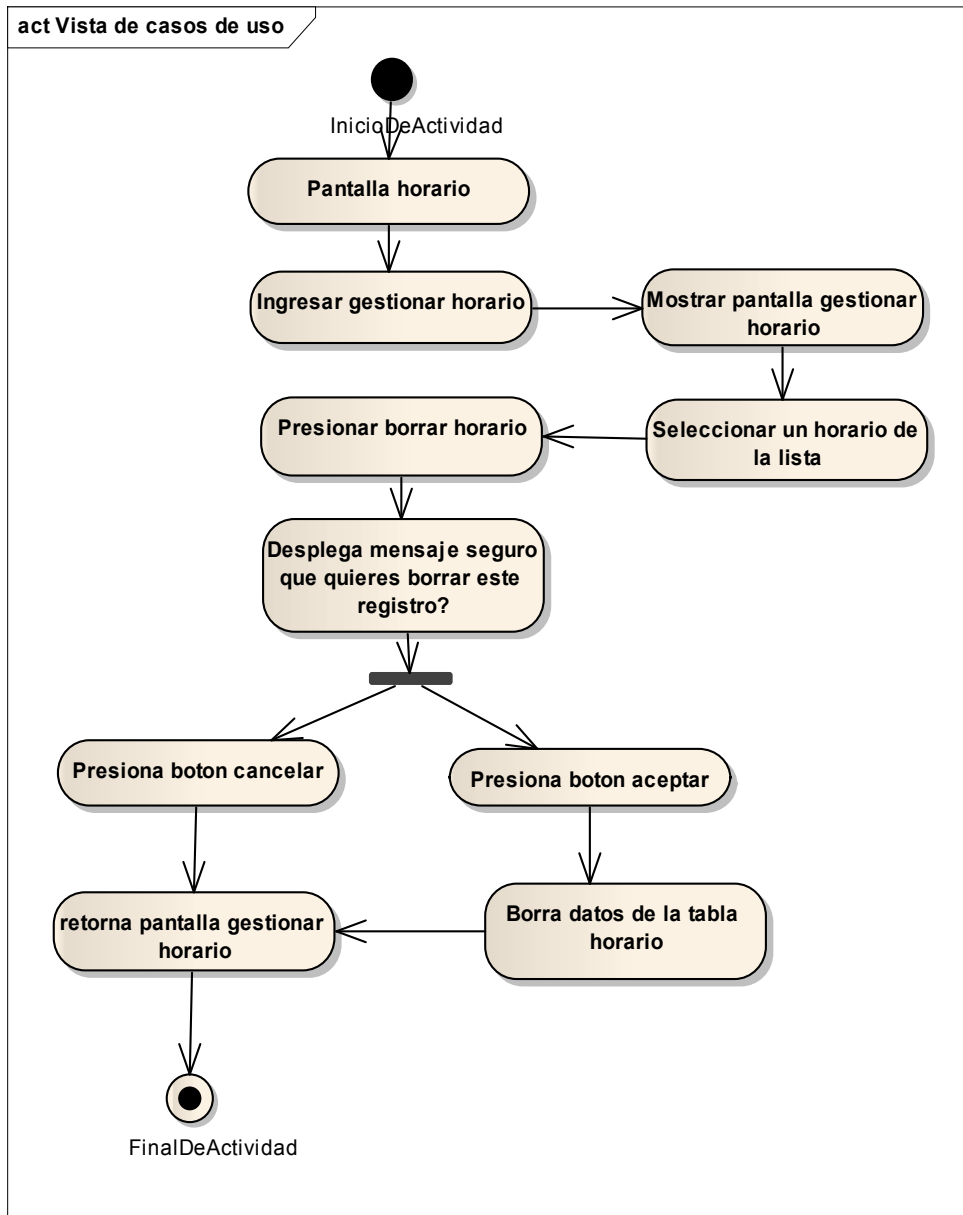 act Vista de casos de uso
InicioDeActividad
Pantalla horario
Ingresar gestionar horario
Mostrar pantalla gestionar
horario
Seleccionar un horario de
la lista
Presionar borrar horario
Desplega mensaje seguro
que quieres borrar este
registro?
Presiona boton cancelar
Presiona boton aceptar
Borra datos de la tabla
horario
retorna pantalla gestionar
horario
FinalDeActividad